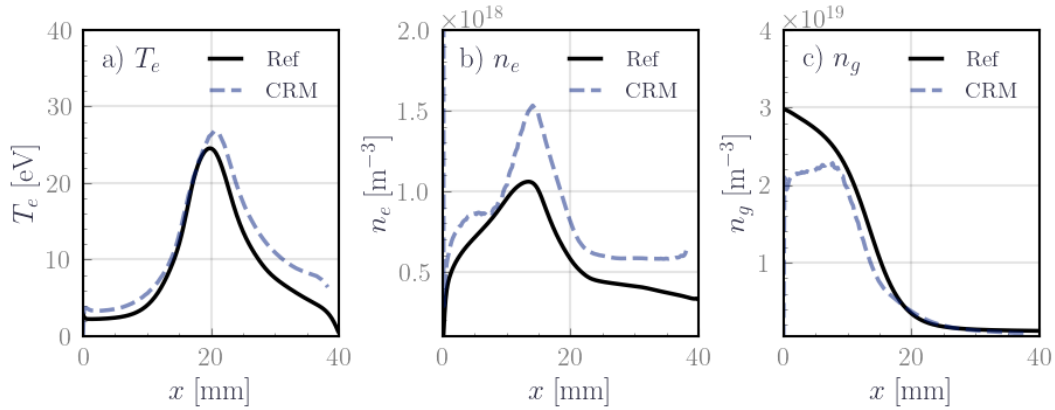 ×10^18
×10^19
40
30
20
10
0
T_e [eV]
a) T_e
Ref
CRM
0
20
40
x [mm]
2.0
1.5
1.0
0.5
n_e [m^−3]
b) n_e
Ref
CRM
0
20
40
x [mm]
4
3
2
1
n_g [m^−3]
c) n_g
Ref
CRM
0
20
40
x [mm]